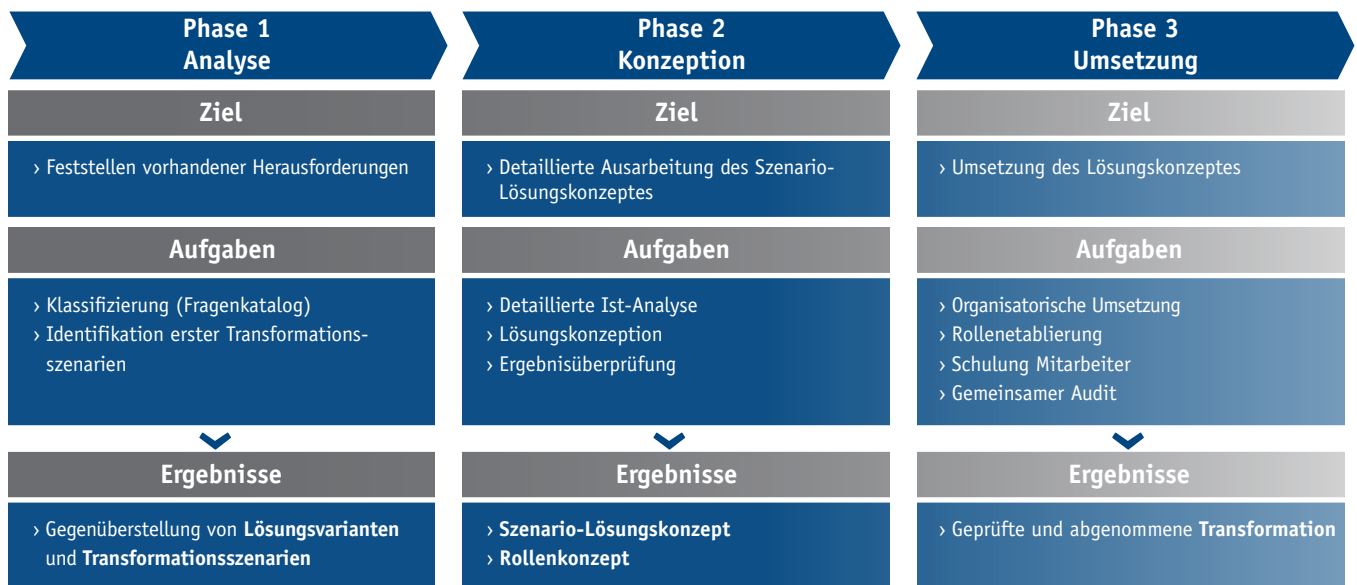 Phase 1
Analyse
Ziel
› Feststellen vorhandener Herausforderungen
Aufgaben
› Klassifizierung (Fragenkatalog)
› Identifikation erster Transformations-
szenarien
Ergebnisse
› Gegenüberstellung von Lösungsvarianten
und Transformationsszenarien
Phase 2
Konzeption
Ziel
› Detaillierte Ausarbeitung des Szenario-
Lösungskonzeptes
Aufgaben
› Detaillierte Ist-Analyse
› Lösungskonzeption
› Ergebnisüberprüfung
Ergebnisse
› Szenario-Lösungskonzept
› Rollenkonzept
Phase 3
Umsetzung
Ziel
› Umsetzung des Lösungskonzeptes
Aufgaben
› Organisatorische Umsetzung
› Rollenetablierung
› Schulung Mitarbeiter
› Gemeinsamer Audit
Ergebnisse
› Geprüfte und abgenommene Transformation